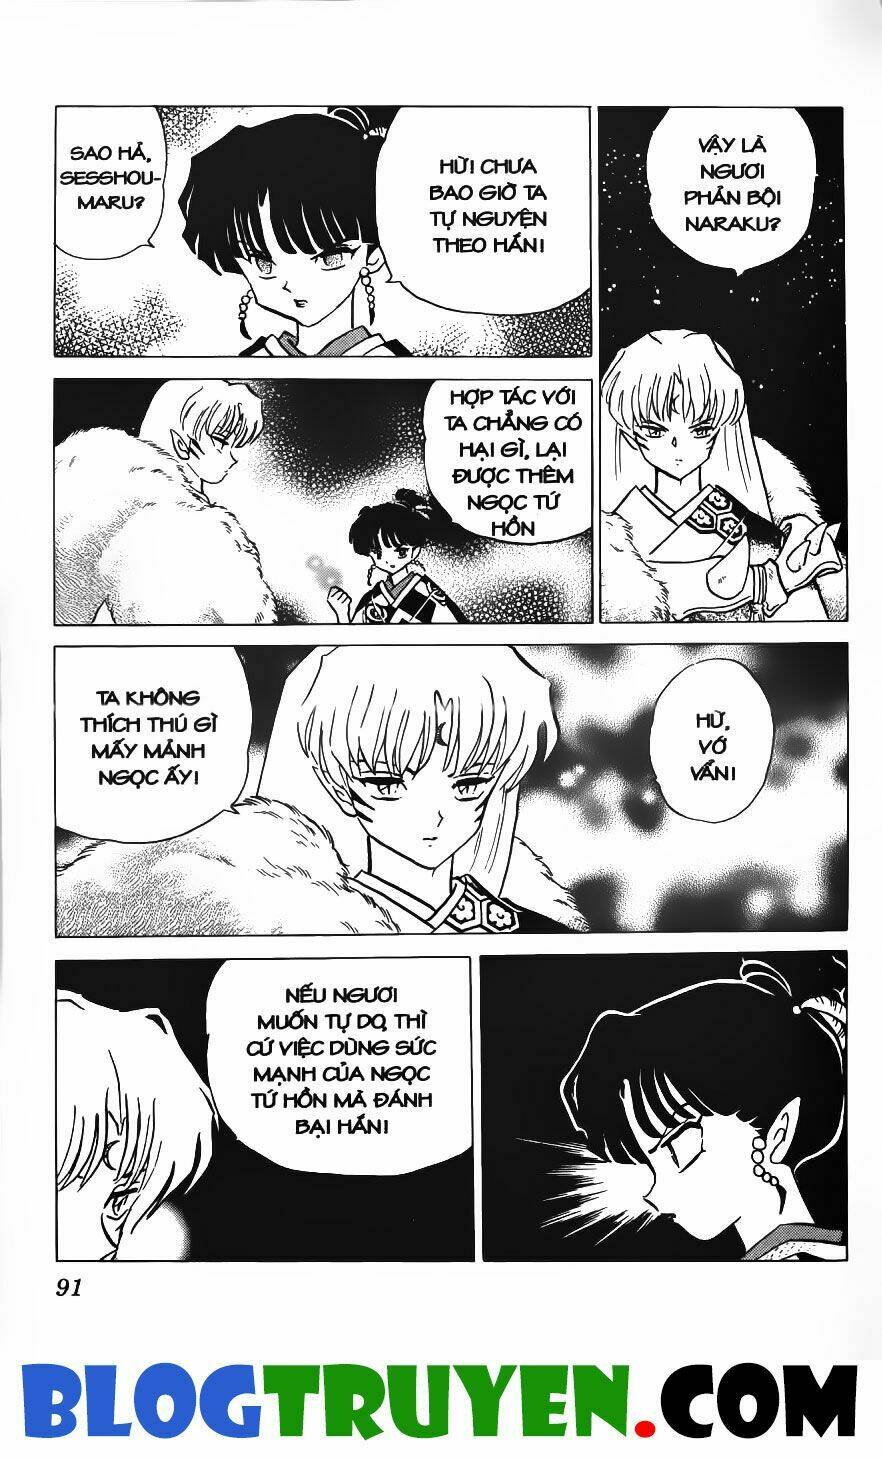 VẬY LÀ
NGƯƠI
PHẢN BỘI
NARAKU?
HỪ! CHƯA
BAO GIỜ TA
TỰ NGUYỆN
THEO HẮN!
SAO HẢ,
SESSHOU-
MARU?
HỢP TÁC VỚI
TA CHẲNG CÓ
HẠI GÌ, LẠI
ĐƯỢC THÊM
NGỌC TỨ
HỒN
HỪ,
VỚ
VẨN!
TA KHÔNG
THÍCH THÚ GÌ
MẤY MẢNH
NGỌC ẤY!
NẾU NGƯƠI
MUỐN TỰ DO, THÌ
CỨ VIỆC DÙNG SỨC
MẠNH CỦA NGỌC
TỨ HỒN MÀ ĐÁNH
BẠI HẮN!
91
BLOGTRUYEN.COM